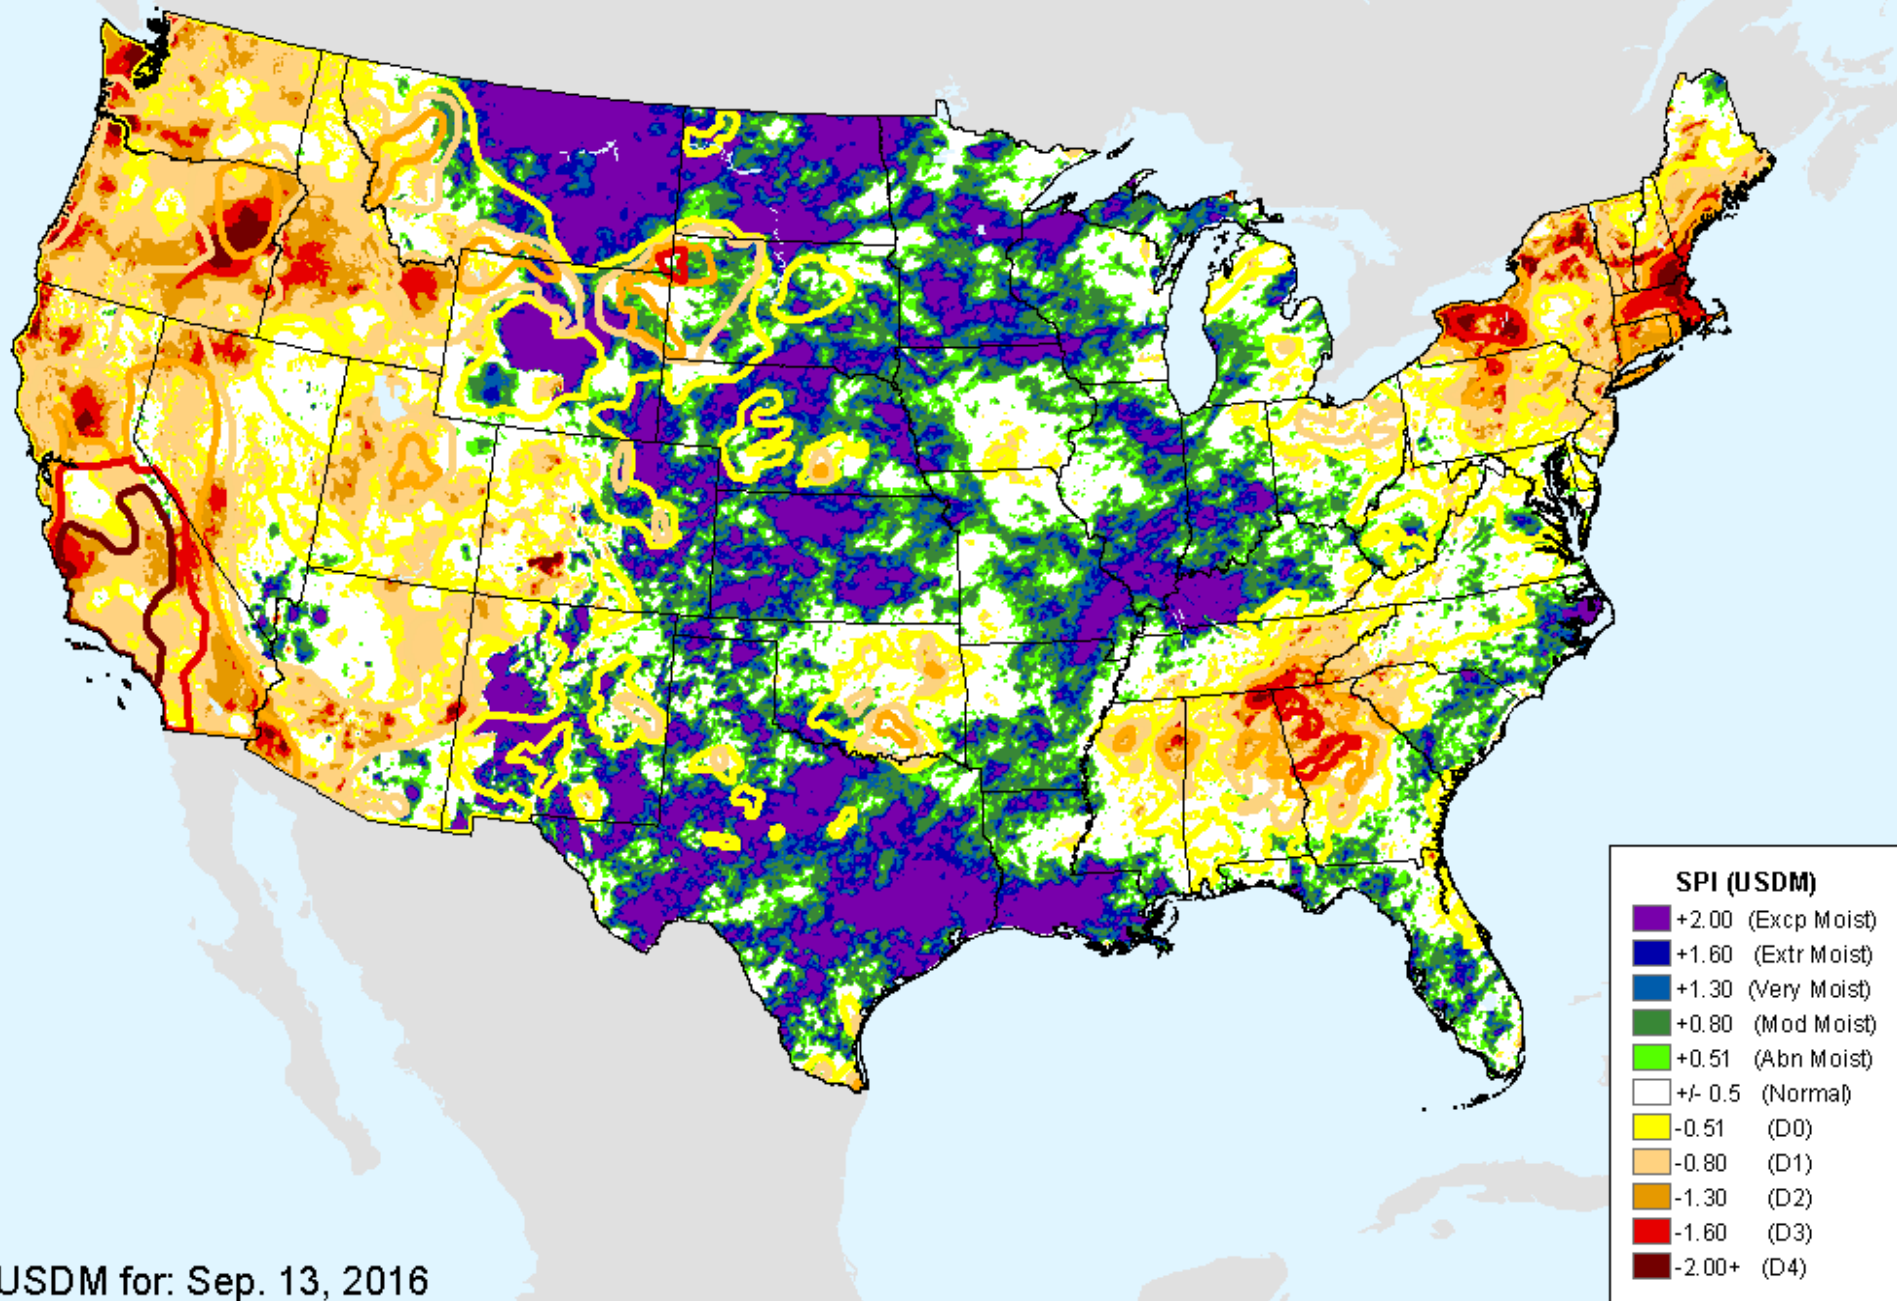 SPI (USDM)
+2.00 (Excp Moist)
+1.60 (Extr Moist)
+1.30 (Very Moist)
+0.80 (Mod Moist)
+0.51 (Abn Moist)
+/- 0.5 (Normal)
-0.51 (D0)
-0.80 (D1)
-1.30 (D2)
-1.60 (D3)
-2.00+ (D4)
USDM for: Sep. 13, 2016